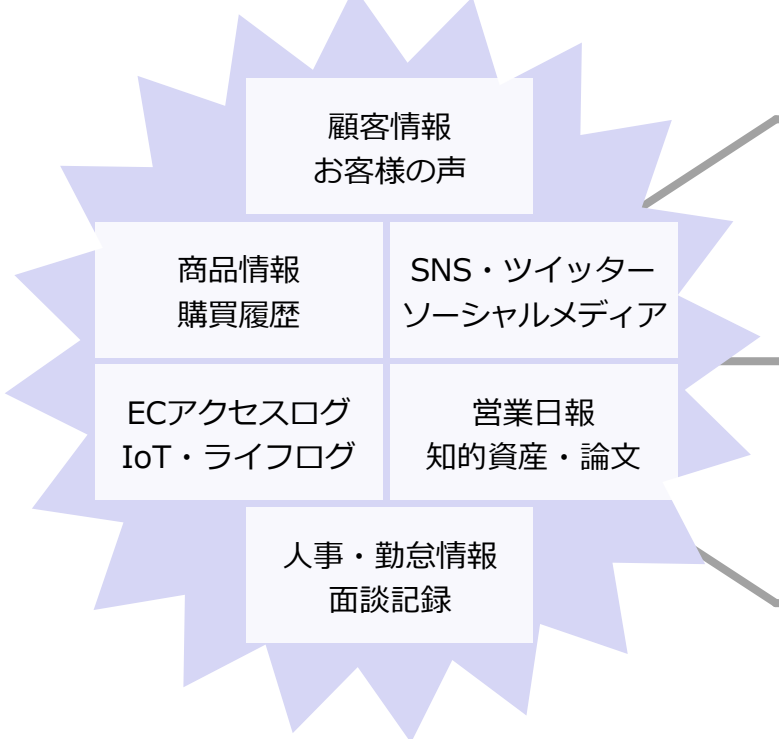 顧客情報
お客様の声
商品情報
購買履歴
SNS・ツイッター
ソーシャルメディア
ECアクセスログ
IoT・ライフログ
営業日報
知的資産・論文
人事・勤怠情報
面談記録